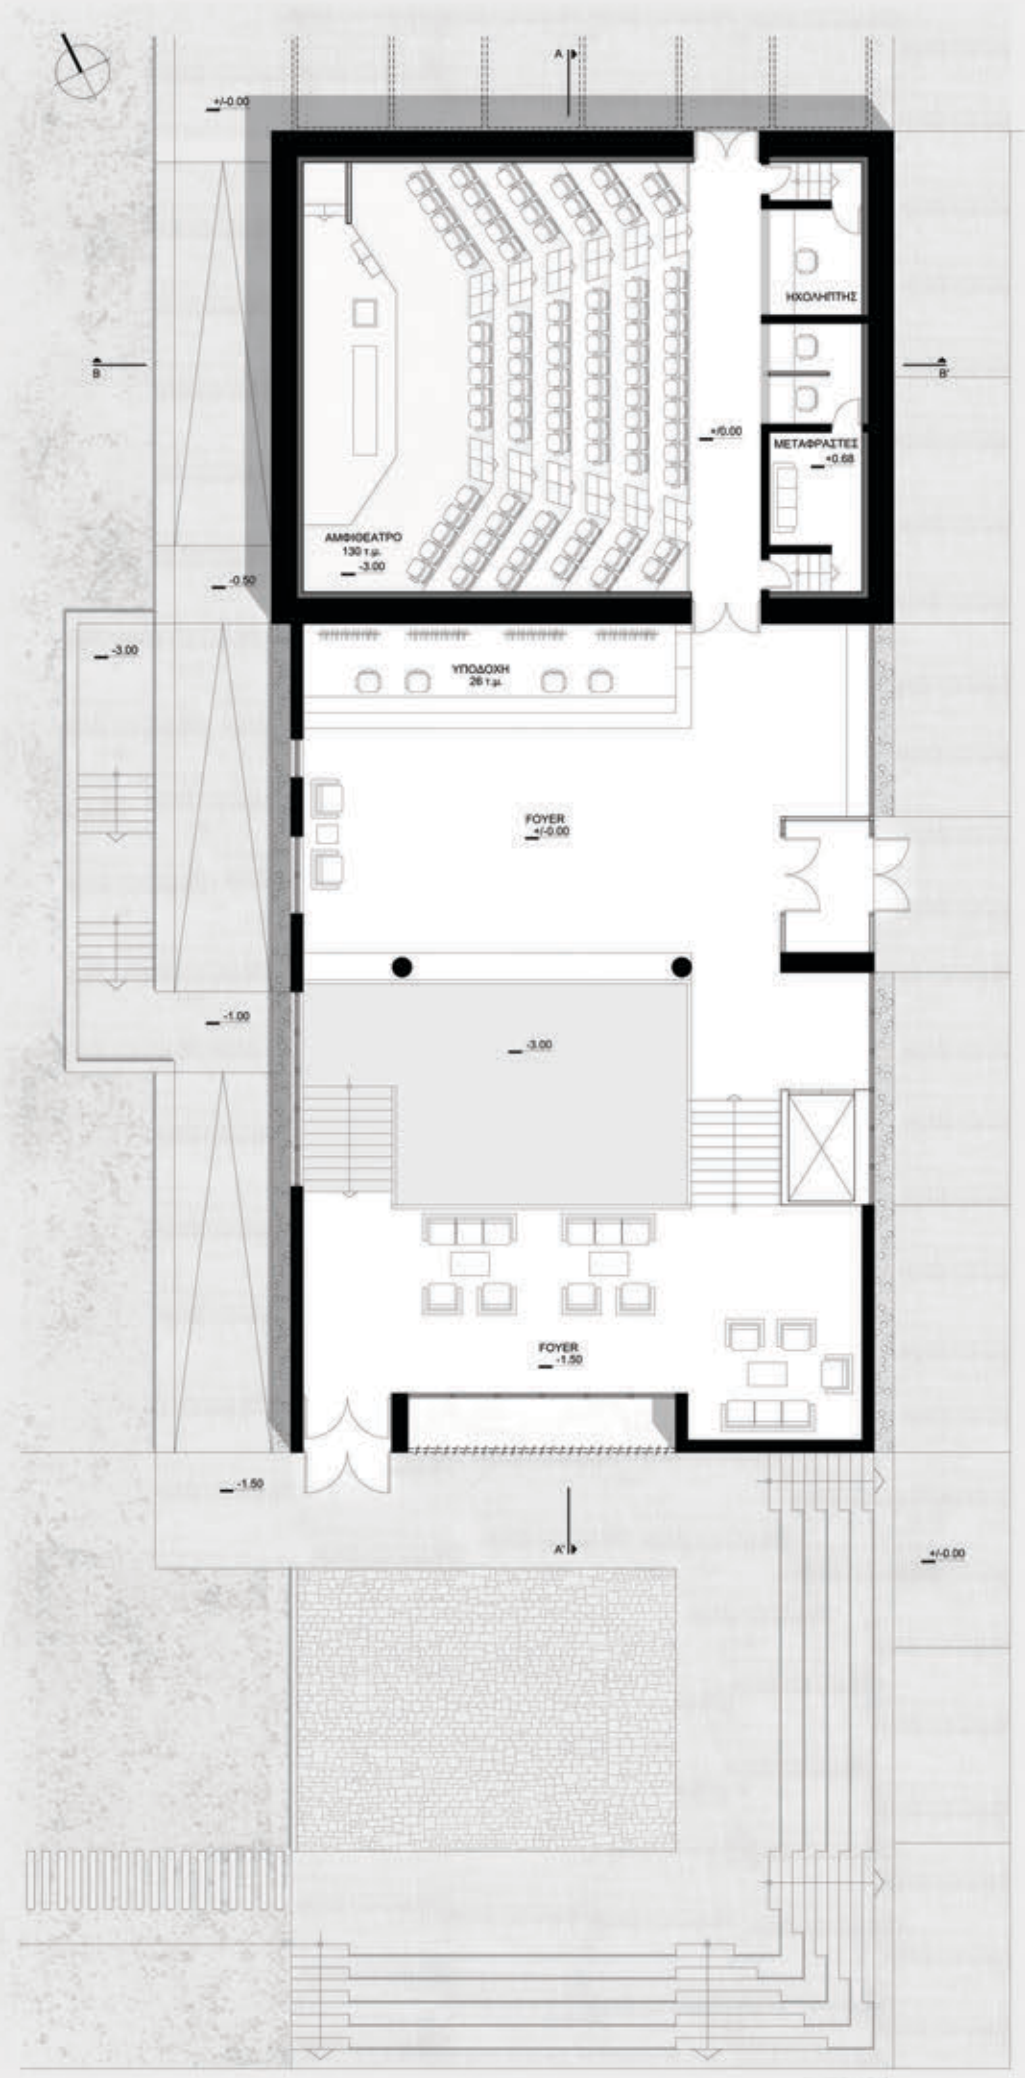 A
+/-0.00
ΗΧΟΛΗΠΤΗΣ
B
B'
+/0.00
ΜΕΤΑΦΡΑΣΤΕΣ
+0.68
ΑΜΦΙΘΕΑΤΡΟ
130 τ.μ.
-3.00
-0.50
-3.00
ΥΠΟΔΟΧΗ
26 τ.μ.
FOYER
+/-0.00
-1.00
-3.00
FOYER
-1.50
-1.50
A'
+/-0.00